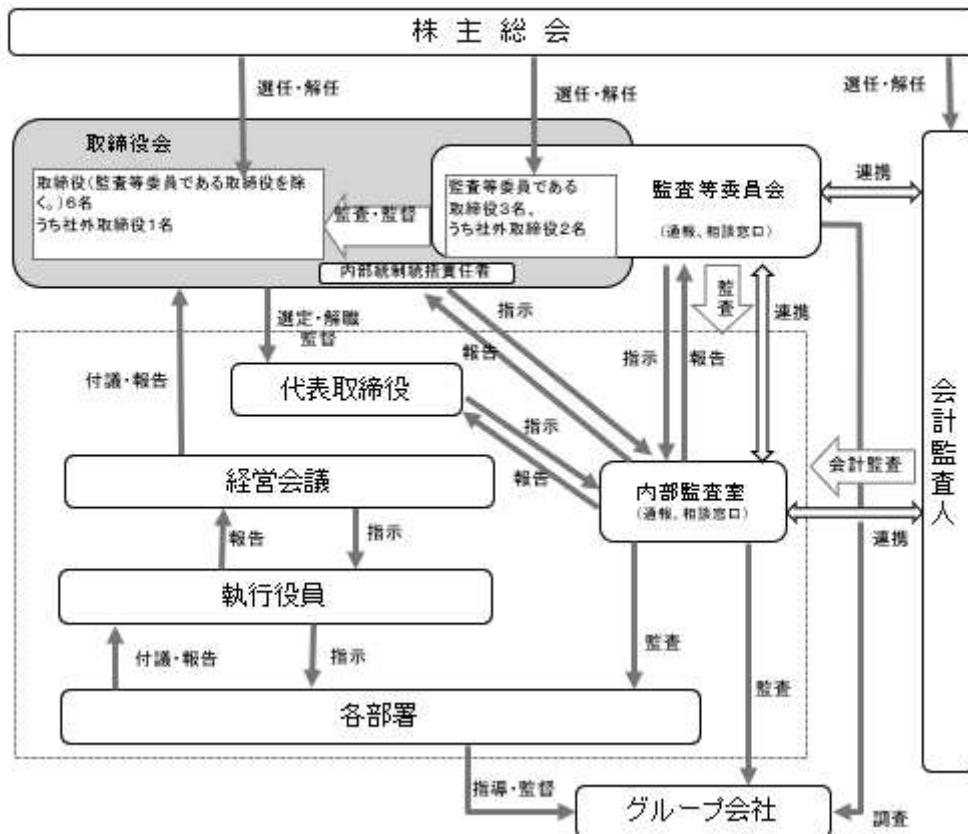 株主総会
選任・解任
選任・解任
選任・解任
取締役会
取締役(監査等委員である取締役を除
く。)6名
うち社外取締役1名
監査・監督
監査等委員である
取締役3名、
うち社外取締役2名
監査等委員会
(通報、相談窓口)
連携
内部統制統括責任者
選定・解職
監督
指示
報告
指示
報告
監査
連携
付議・報告
代表取締役
指示
報告
会計監査人
会計監査
経営会議
内部監査室
(通報、相談窓口)
連携
報告
指示
執行役員
付議・報告
指示
監査
監査
各部署
指導・監督
グループ会社
調査